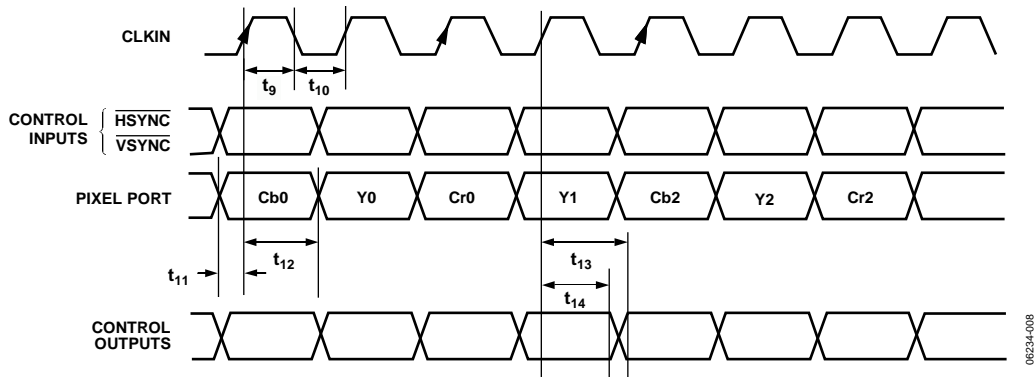 CLKIN
t9
t10
CONTROL INPUTS
HSYNC
VSYNC
PIXEL PORT
Cb0 Y0 Cr0 Y1 Cb2 Y2 Cr2
t12
t13
t11
t14
CONTROL OUTPUTS
06234-008